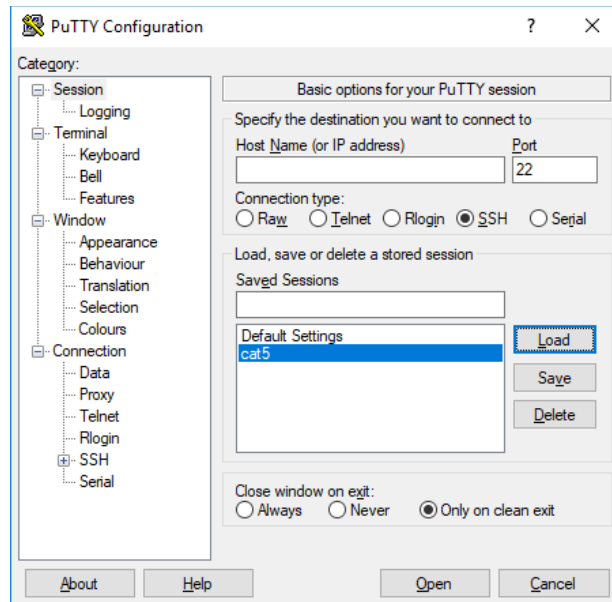 PuTTY Configuration
? X
Category:
Session
Logging
Terminal
Keyboard
Bell
Features
Window
Appearance
Behaviour
Translation
Selection
Colours
Connection
Data
Proxy
Telnet
Rlogin
SSH
Serial
Basic options for your PuTTY session
Specify the destination you want to connect to
Host Name (or IP address) Port
22
Connection type:
Raw Telnet Rlogin SSH Serial
Load, save or delete a stored session
Saved Sessions
Default Settings
cat5
Load
Save
Delete
Close window on exit:
Always Never Only on clean exit
About Help Open Cancel